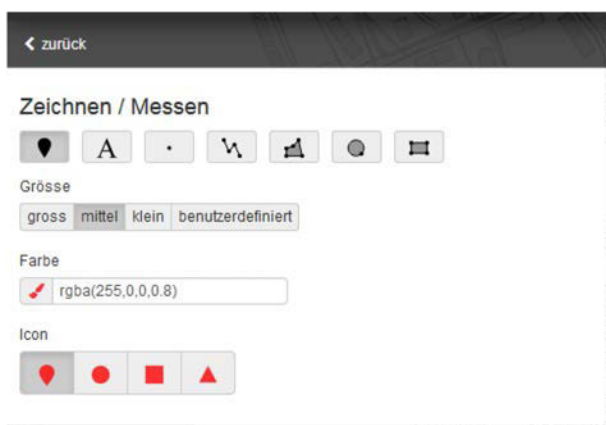 zurück
Zeichnen / Messen
A
Grösse
gross mittel klein benutzerdefiniert
Farbe
rgba(255,0,0,0.8)
Icon